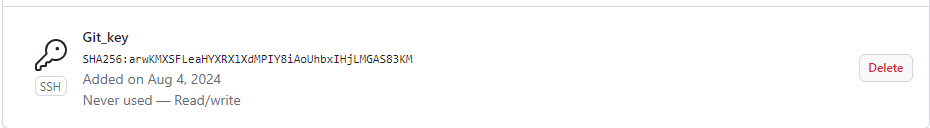 Git_key
SHA256:arwKMXSFLeaHYXRXlXdMPIY8iAoUhbxIHjLMGAS83KM
SSH
Added on Aug 4, 2024
Never used — Read/write
Delete